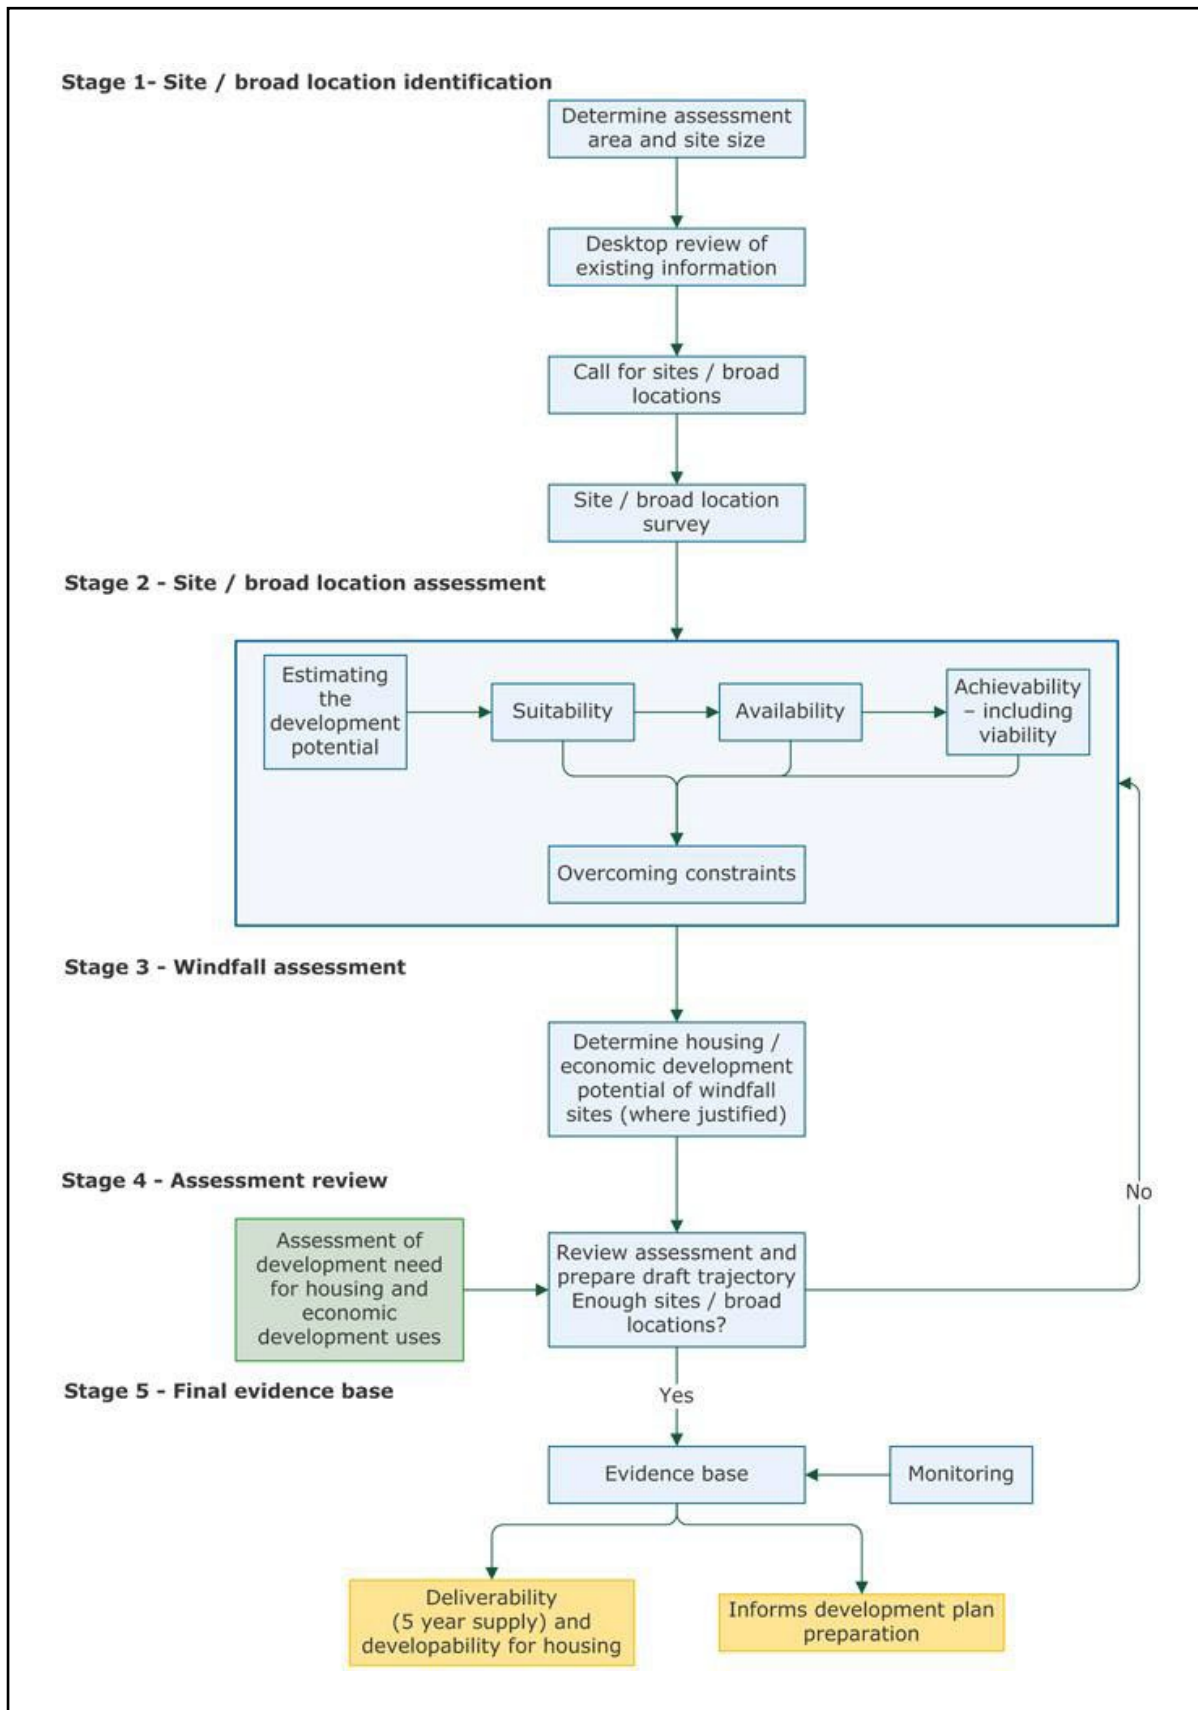 Stage 1- Site / broad location identification
Determine assessment
area and site size
Desktop review of
existing information
Call for sites / broad
locations
Site / broad location
survey
Stage 2 - Site / broad location assessment
Estimating
the
development
potential
Suitability
Availability
Achievability
– including
viability
Overcoming constraints
Stage 3 - Windfall assessment
Determine housing /
economic development
potential of windfall
sites (where justified)
Stage 4 - Assessment review
No
Assessment of
development need
for housing and
economic
development uses
Review assessment and
prepare draft trajectory
Enough sites / broad
locations?
Stage 5 - Final evidence base
Yes
Evidence base
Monitoring
Deliverability
(5 year supply) and
developability for housing
Informs development plan
preparation